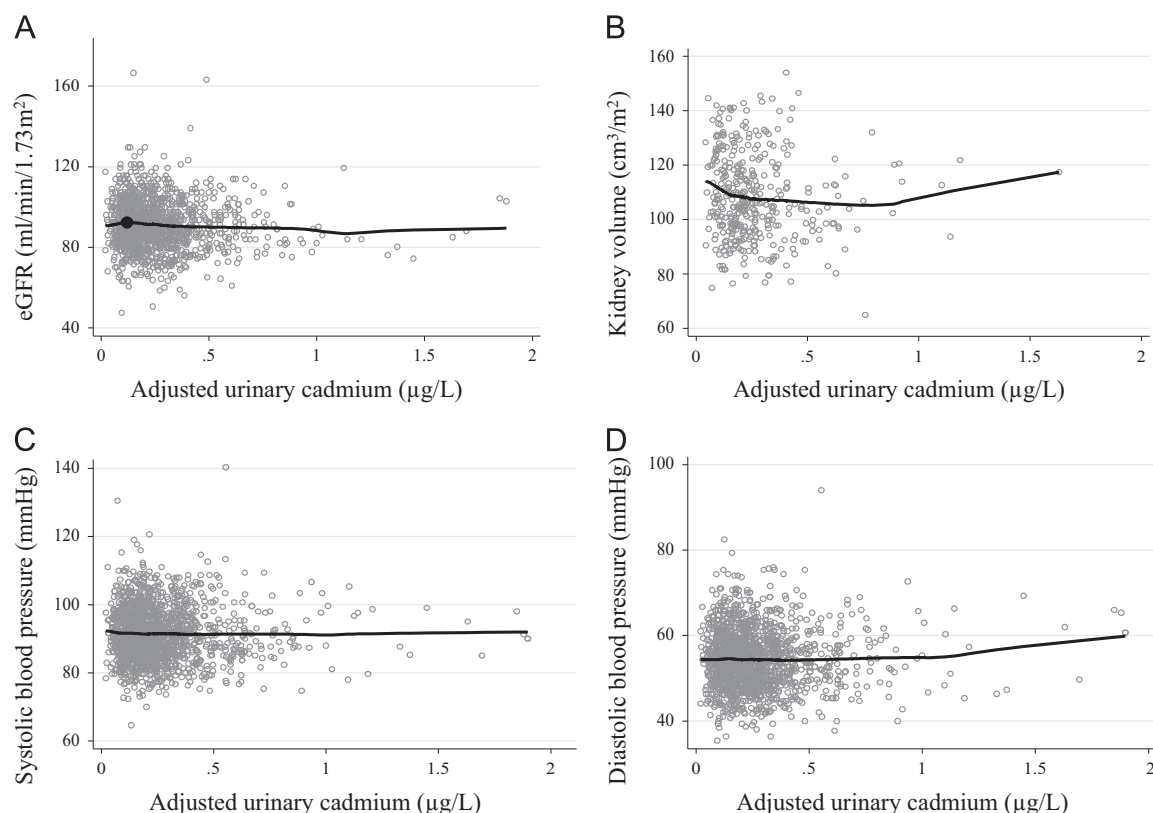 A
eGFR (ml/min/1.73m²)
160
120
80
40
0 .5 1 1.5 2
Adjusted urinary cadmium (µg/L)
B
Kidney volume (cm³/m²)
160
140
120
100
80
60
0 .5 1 1.5 2
Adjusted urinary cadmium (µg/L)
C
Systolic blood pressure (mmHg)
140
120
100
80
60
0 .5 1 1.5 2
Adjusted urinary cadmium (µg/L)
D
Diastolic blood pressure (mmHg)
100
80
60
40
0 .5 1 1.5 2
Adjusted urinary cadmium (µg/L)